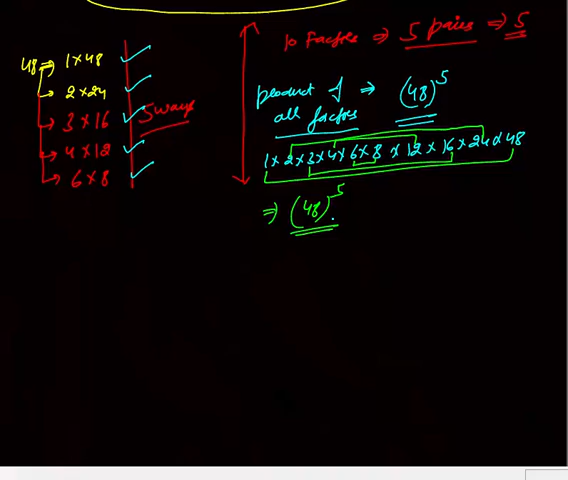 48 ⇒ 1 × 48
→ 2 × 24
→ 3 × 16
→ 4 × 12
→ 6 × 8
5 ways
10 Factors ⇒ 5 pairs ⇒ 5
product of ⇒ (48)^5
all factors
1 × 2 × 3 × 4 × 6 × 8 × 12 × 16 × 24 × 48
⇒ (48)^5